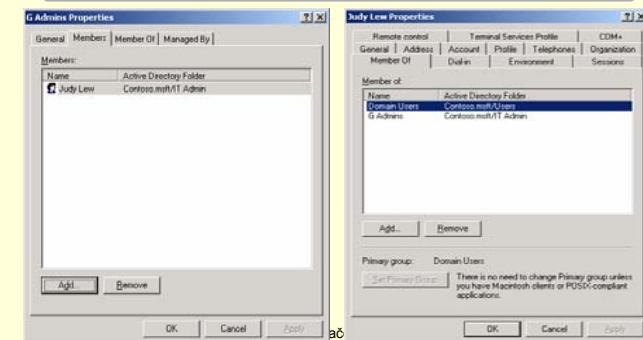 G Admins Properties
General Members Member Of Managed By
Members:
Name Active Directory Folder
Judy Lew Contoso.msft/IT Admin
Add... Remove
OK Cancel Apply
Judy Lew Properties
Remote control Terminal Services Profile COM+
General Address Account Profile Telephones Organization
Member Of Dial-in Environment Sessions
Member of:
Name Active Directory Folder
Domain Users Contoso.msft/Users
G Admins Contoso.msft/IT Admin
Add... Remove
Primary group: Domain Users
Set Primary Group There is no need to change Primary group unless
you have Macintosh clients or POSIX-compliant
applications.
OK Cancel Apply